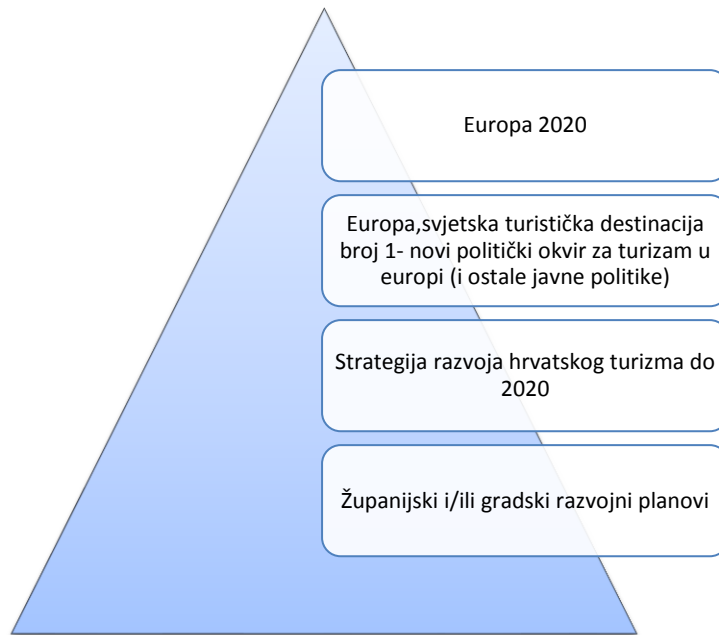 Europa 2020
Europa,svjetska turistička destinacija
broj 1- novi politički okvir za turizam u
europi (i ostale javne politike)
Strategija razvoja hrvatskog turizma do
2020
Županijski i/ili gradski razvojni planovi